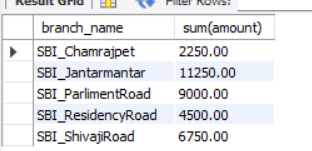 Result Grid Filter Rows:
branch_name sum(amount)
SBI_Chamrajpet 2250.00
SBI_Jantarmantar 11250.00
SBI_ParlimentRoad 9000.00
SBI_ResidencyRoad 4500.00
SBI_ShivajiRoad 6750.00